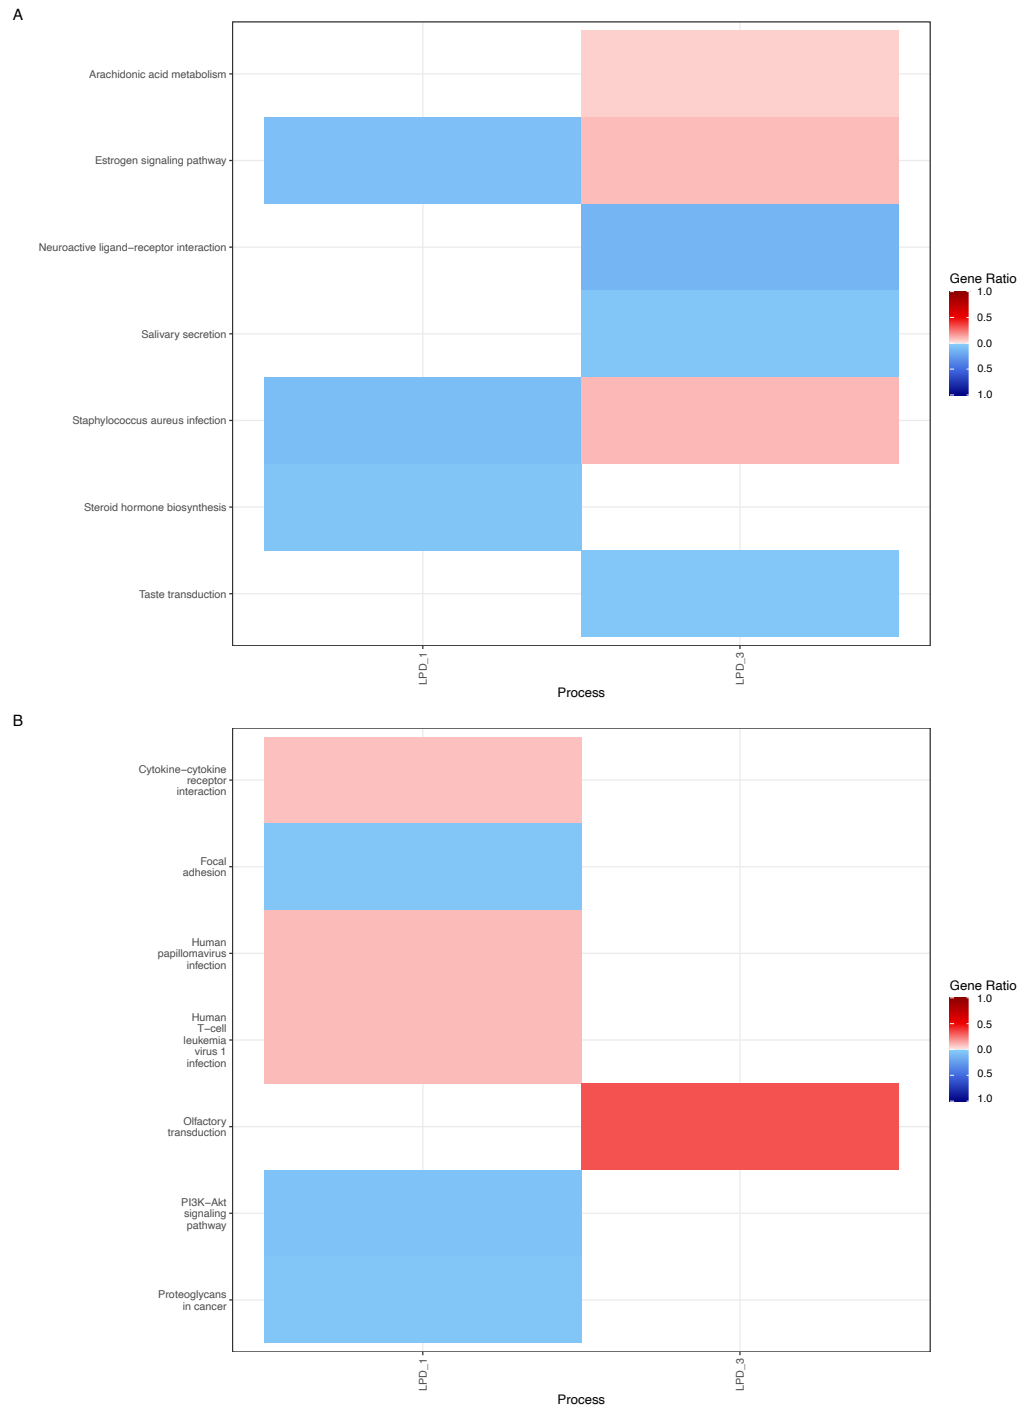 A
Arachidonic acid metabolism
Estrogen signaling pathway
Neuroactive ligand−receptor interaction
Salivary secretion
Staphylococcus aureus infection
Steroid hormone biosynthesis
Taste transduction
LPD_1
LPD_3
Process
Gene Ratio
1.0
0.5
0.0
0.5
1.0
B
Cytokine−cytokine
receptor
interaction
Focal
adhesion
Human
papillomavirus
infection
Human
T−cell
leukemia
virus 1
infection
Olfactory
transduction
PI3K−Akt
signaling
pathway
Proteoglycans
in cancer
LPD_1
LPD_3
Process
Gene Ratio
1.0
0.5
0.0
0.5
1.0